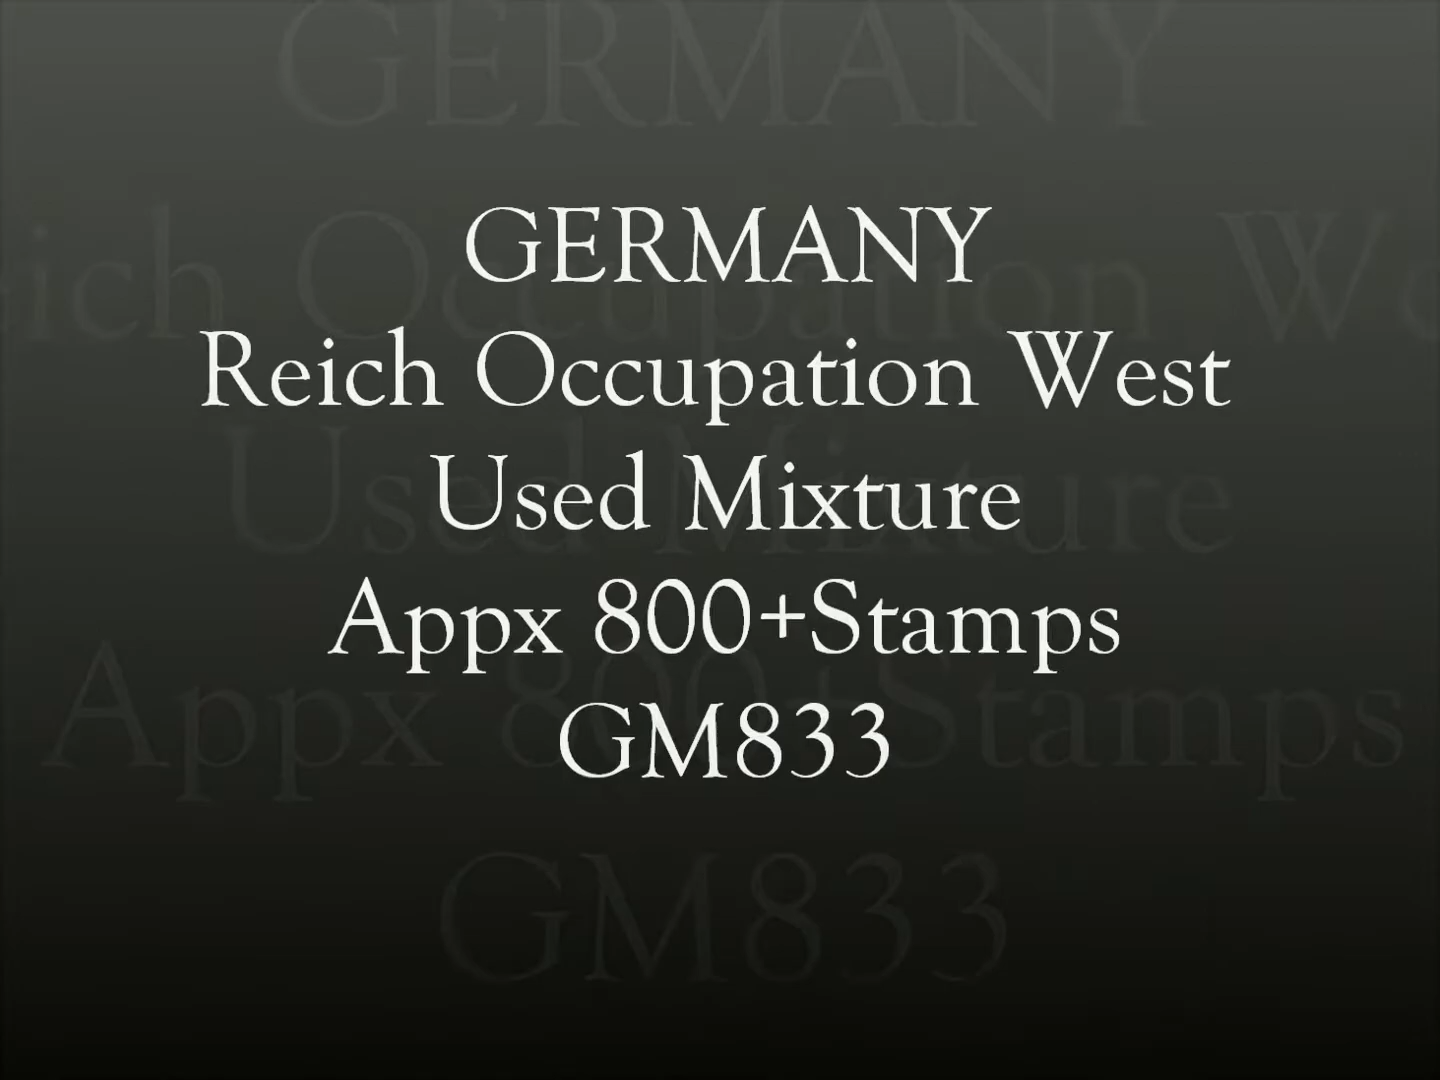 GERMANY
Reich Occupation West
Used Mixture
Appx 800+Stamps
GM833